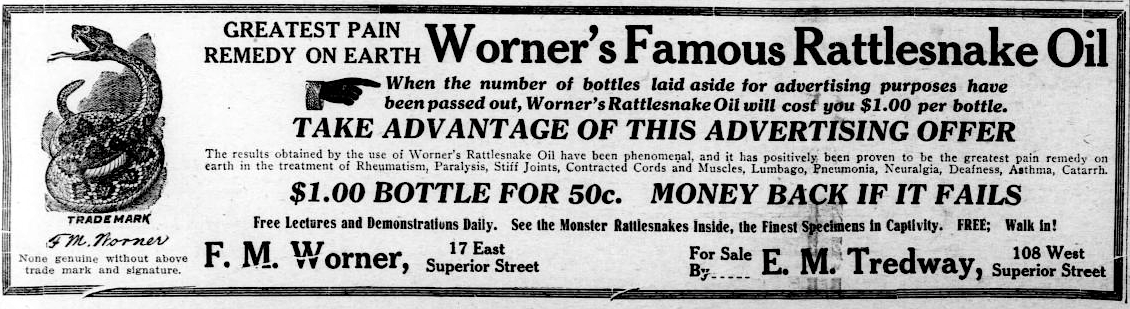 GREATEST PAIN
REMEDY ON EARTH
Worner's Famous Rattlesnake Oil
When the number of bottles laid aside for advertising purposes have
been passed out, Worner's Rattlesnake Oil will cost you $1.00 per bottle.
TAKE ADVANTAGE OF THIS ADVERTISING OFFER
The results obtained by the use of Worner's Rattlesnake Oil have been phenomenal, and it has positively been proven to be the greatest pain remedy on
earth in the treatment of Rheumatism, Paralysis, Stiff Joints, Contracted Cords and Muscles, Lumbago, Pneumonia, Neuralgia, Deafness, Asthma, Catarrh.
$1.00 BOTTLE FOR 50c. MONEY BACK IF IT FAILS
Free Lectures and Demonstrations Daily. See the Monster Rattlesnakes Inside, the Finest Specimens in Captivity. FREE; Walk In!
TRADEMARK
F M. Worner
None genuine without above
trade mark and signature.
F. M. Worner,
17 East
Superior Street
For Sale
By......
E. M. Tredway,
108 West
Superior Street